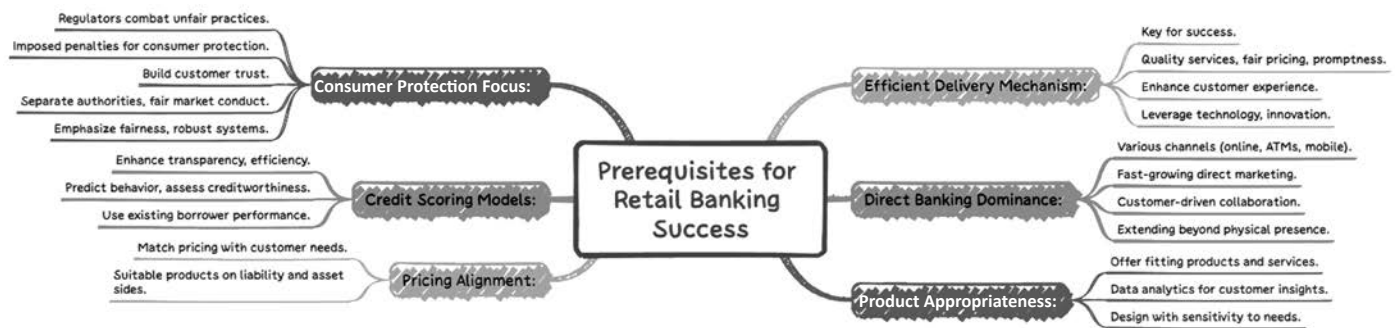 Prerequisites for
Retail Banking
Success
Consumer Protection Focus:
Regulators combat unfair practices.
Imposed penalties for consumer protection.
Build customer trust.
Separate authorities, fair market conduct.
Emphasize fairness, robust systems.
Credit Scoring Models:
Enhance transparency, efficiency.
Predict behavior, assess creditworthiness.
Use existing borrower performance.
Pricing Alignment:
Match pricing with customer needs.
Suitable products on liability and asset
sides.
Efficient Delivery Mechanism:
Key for success.
Quality services, fair pricing, promptness.
Enhance customer experience.
Leverage technology, innovation.
Direct Banking Dominance:
Various channels (online, ATMs, mobile).
Fast-growing direct marketing.
Customer-driven collaboration.
Extending beyond physical presence.
Product Appropriateness:
Offer fitting products and services.
Data analytics for customer insights.
Design with sensitivity to needs.